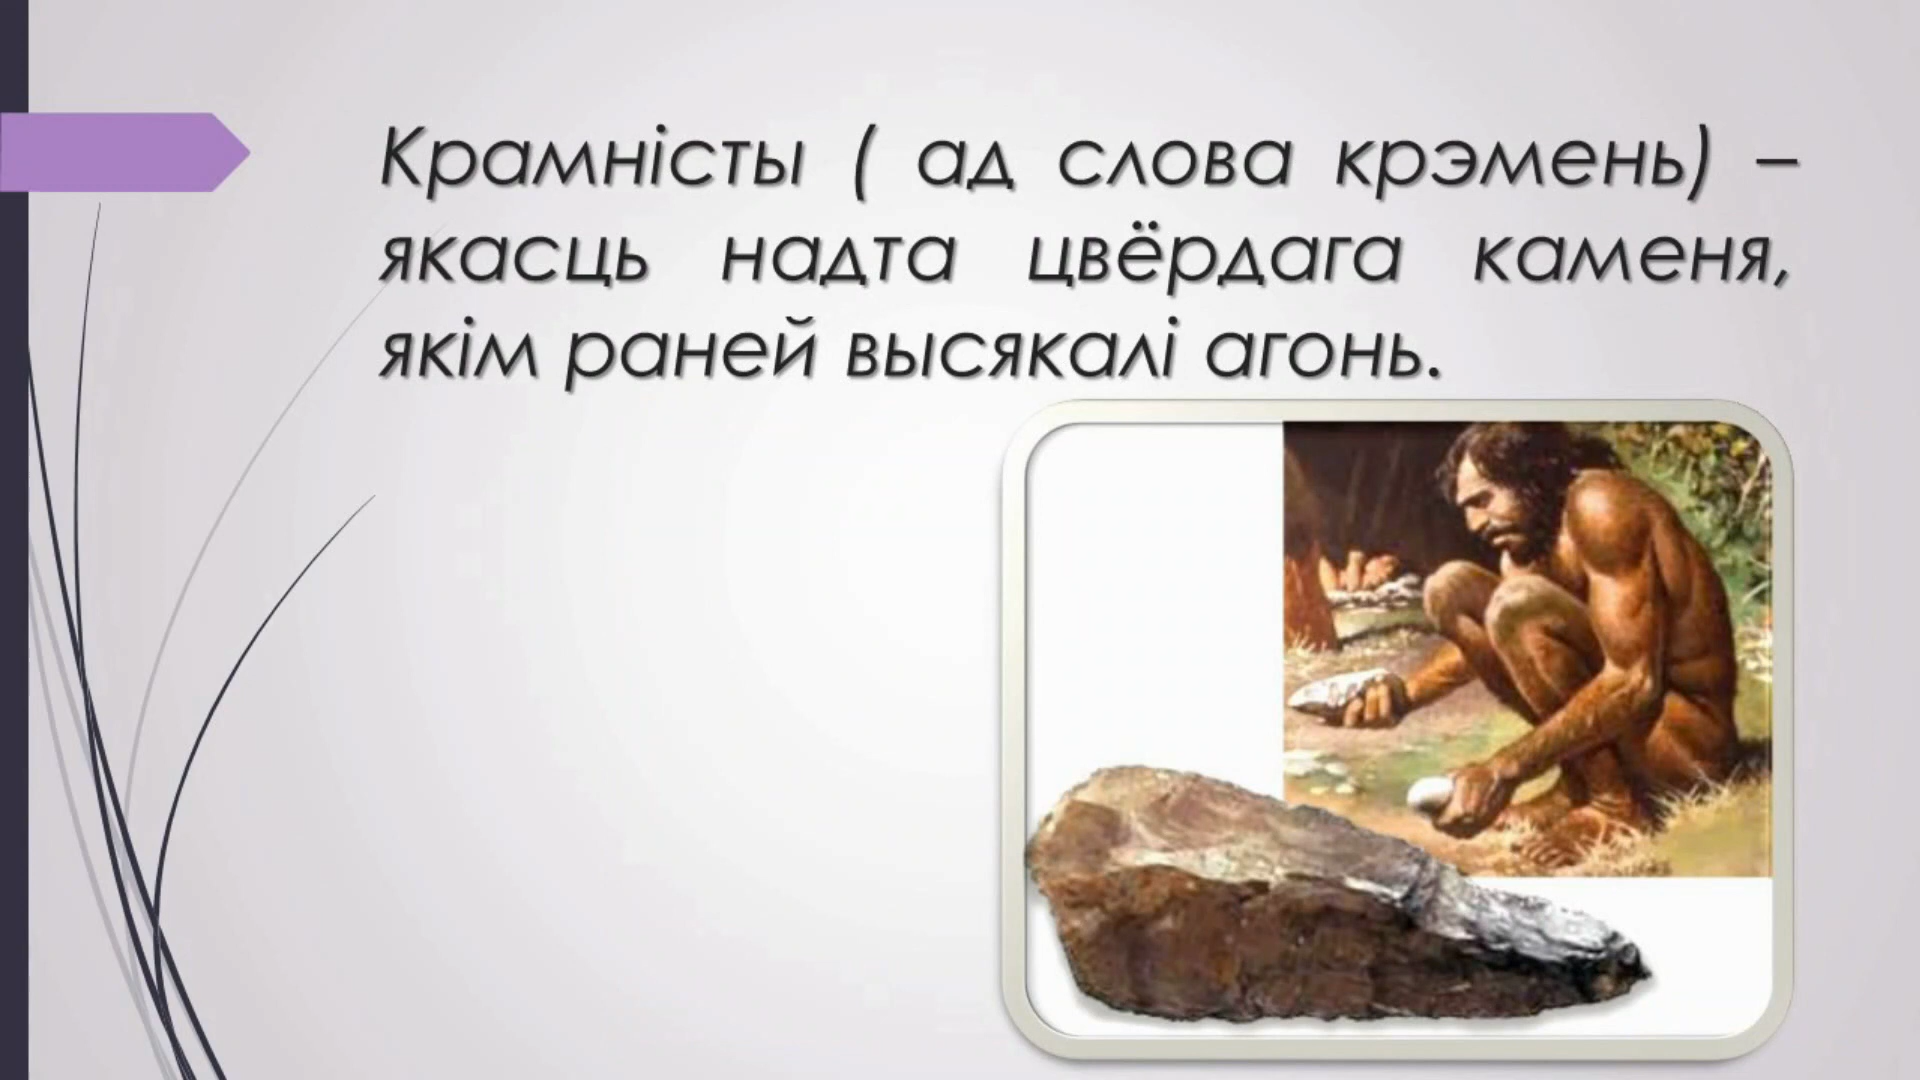 Крамністы ( ад слова крэмень) –
якасць надта цвёрдага каменя,
якім раней высякалі агонь.